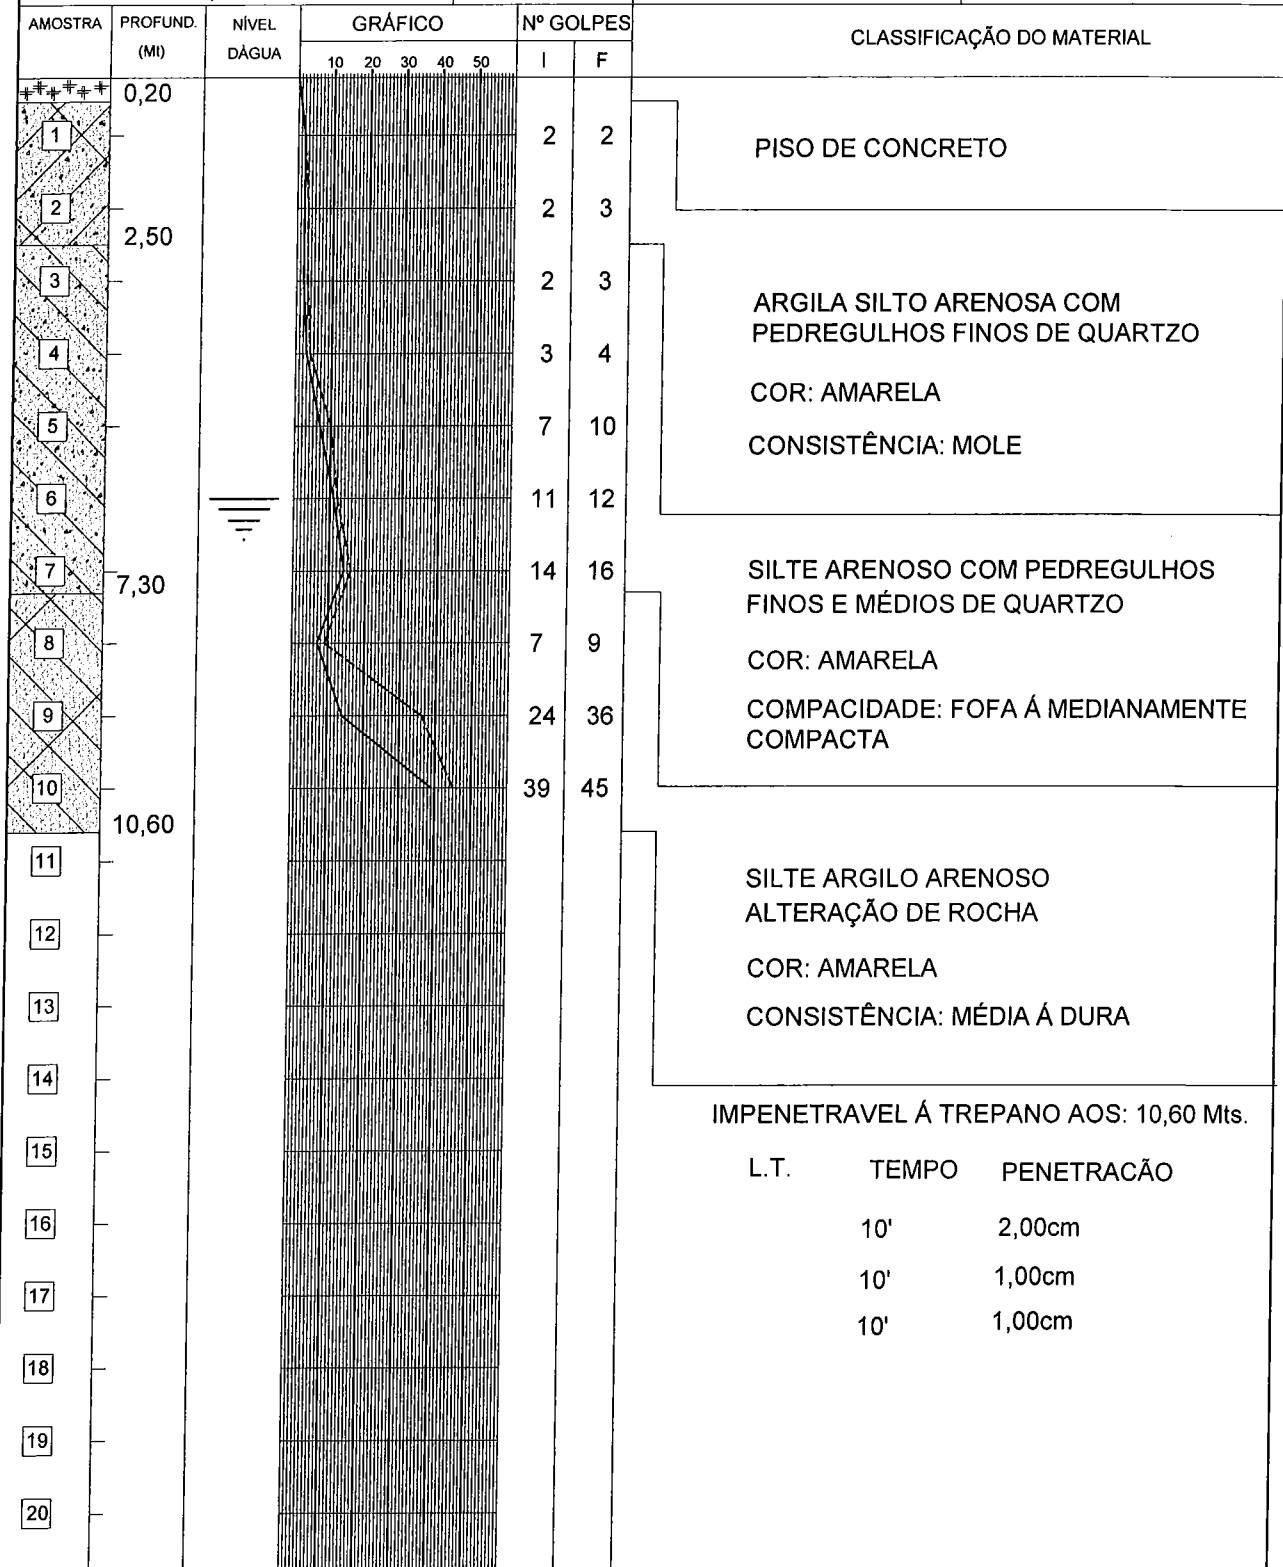 AMOSTRA PROFUND. (MI) NÍVEL DÁGUA GRÁFICO Nº GOLPES CLASSIFICAÇÃO DO MATERIAL
10 20 30 40 50 I F
0,20
1 2 2
PISO DE CONCRETO
2 2 3
2,50
3 2 3
ARGILA SILTO ARENOSA COM
PEDREGULHOS FINOS DE QUARTZO
4 3 4
COR: AMARELA
5 7 10
CONSISTÊNCIA: MOLE
6 11 12
7 14 16
7,30
SILTE ARENOSO COM PEDREGULHOS
FINOS E MÉDIOS DE QUARTZO
8 7 9
COR: AMARELA
9 24 36
COMPACIDADE: FOFA Á MEDIANAMENTE
COMPACTA
10 39 45
10,60
11
SILTE ARGILO ARENOSO
ALTERAÇÃO DE ROCHA
12
COR: AMARELA
13
CONSISTÊNCIA: MÉDIA Á DURA
14
IMPENETRAVEL Á TREPANO AOS: 10,60 Mts.
15
L.T. TEMPO PENETRACÃO
16
10' 2,00cm
17
10' 1,00cm
10' 1,00cm
18
19
20